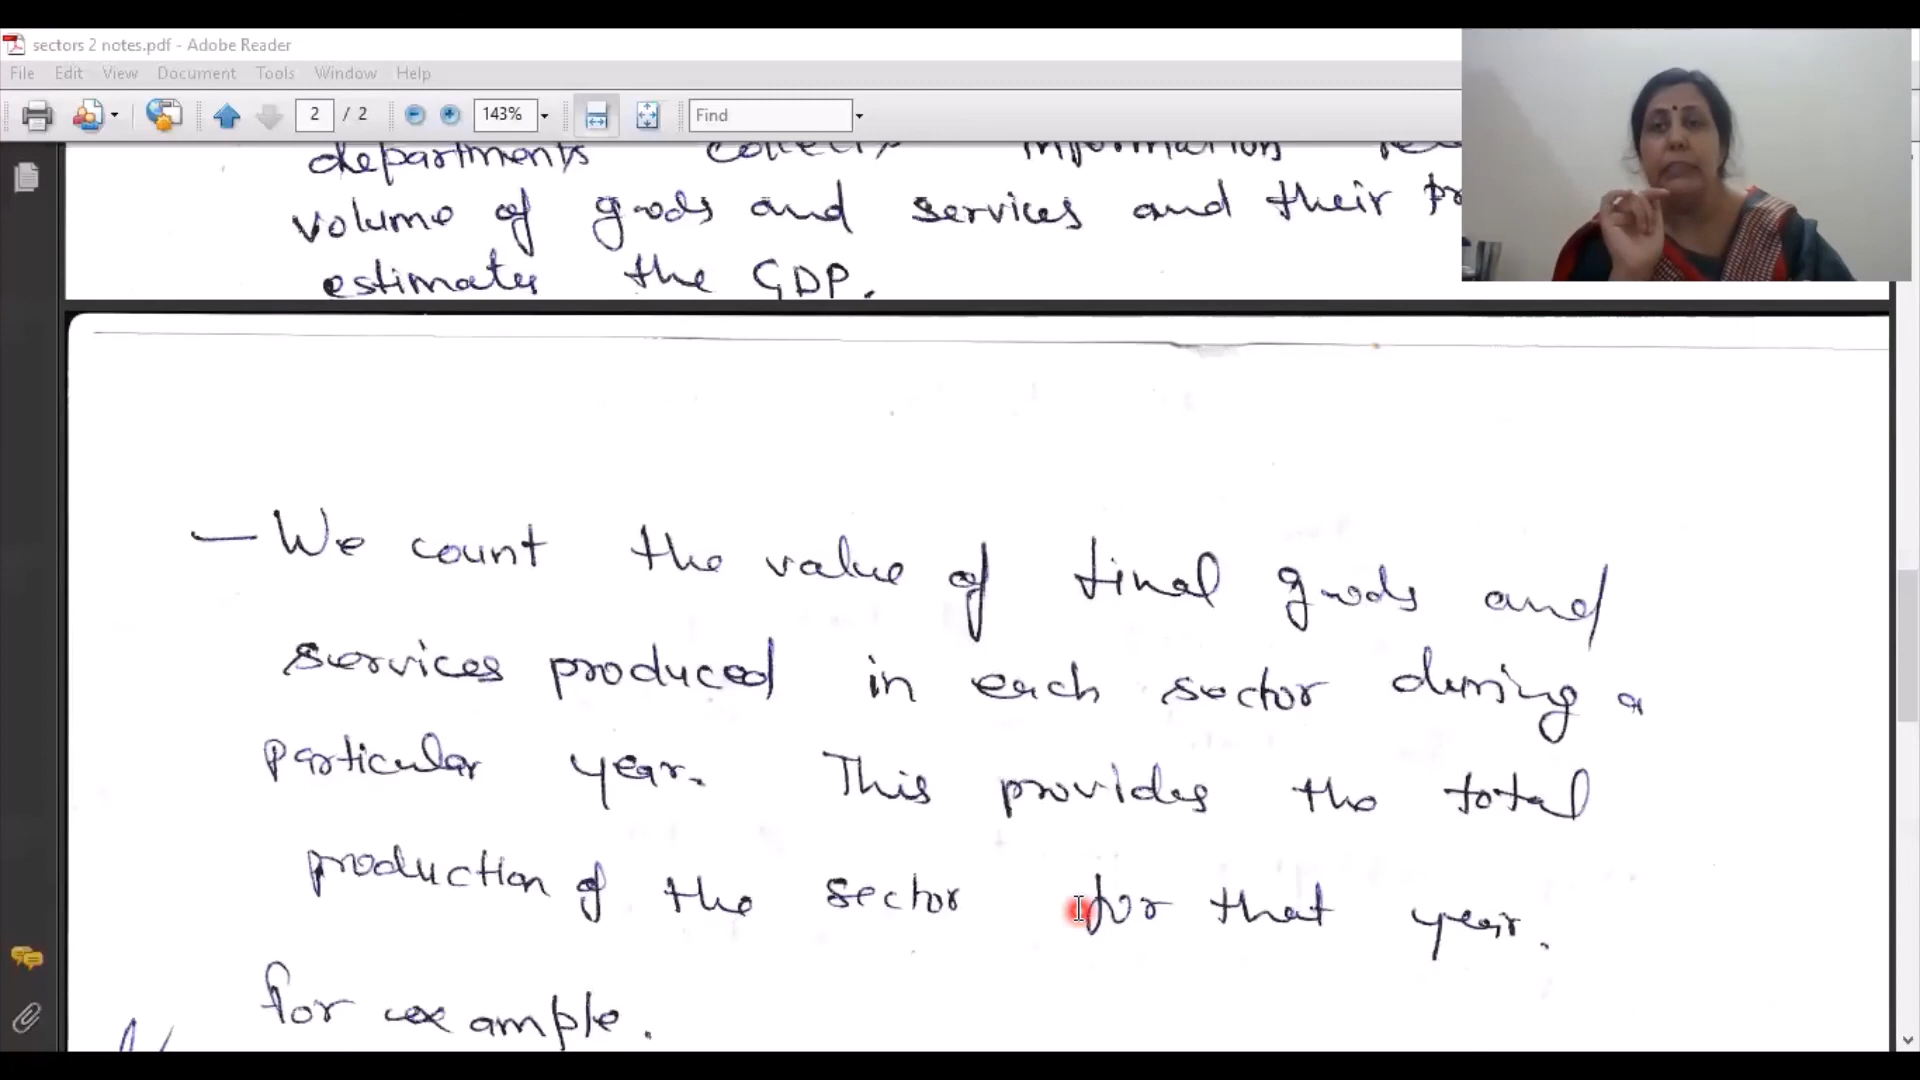 sectors 2 notes.pdf - Adobe Reader
File Edit View Document Tools Window Help
2 / 2 143% Find
departments collects information
volume of goods and services and their
estimates the GDP.
— We count the value of final goods and
services produced in each sector during a
particular year. This provides the total
production of the sector for that year.
for example.